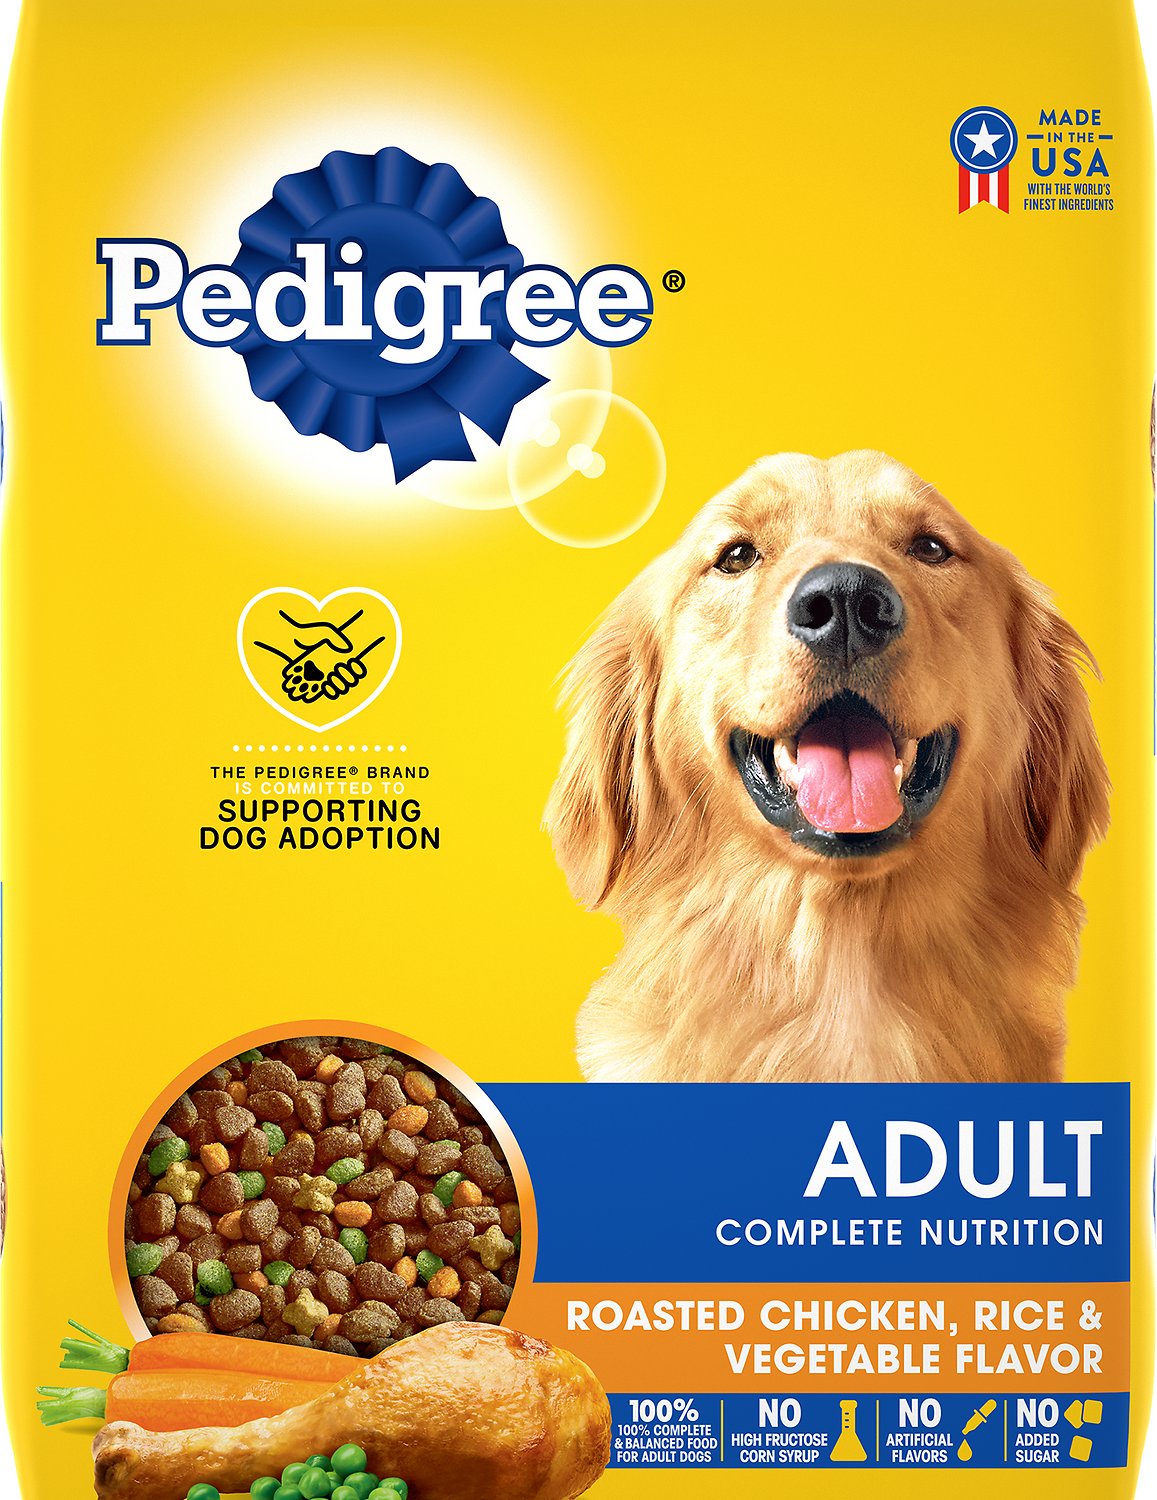 MADE
IN THE
USA
WITH THE WORLD'S
FINEST INGREDIENTS
Pedigree®
THE PEDIGREE® BRAND
IS COMMITTED TO
SUPPORTING
DOG ADOPTION
ADULT
COMPLETE NUTRITION
ROASTED CHICKEN, RICE &
VEGETABLE FLAVOR
100%
100% COMPLETE
& BALANCED FOOD
FOR ADULT DOGS
NO
HIGH FRUCTOSE
CORN SYRUP
NO
ARTIFICIAL
FLAVORS
NO
ADDED
SUGAR